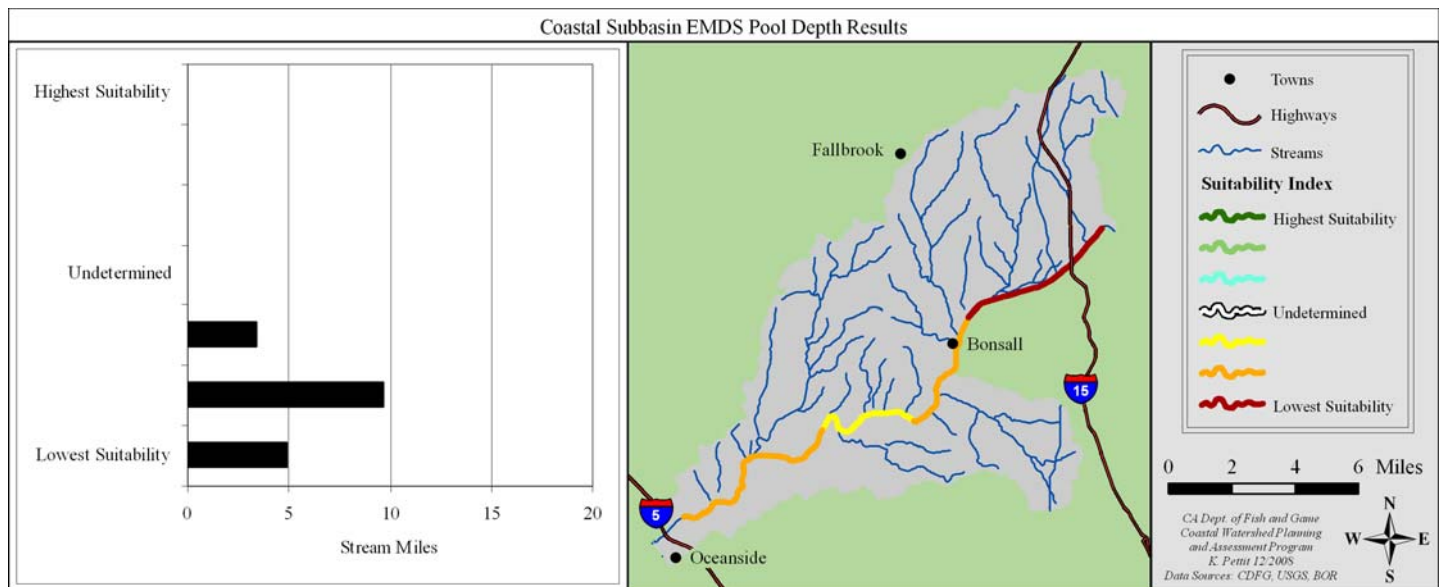 Coastal Subbasin EMDS Pool Depth Results
Highest Suitability
Undetermined
Lowest Suitability
0 5 10 15 20
Stream Miles
Fallbrook
Bonsall
15
5
Oceanside
Towns
Highways
Streams
Suitability Index
Highest Suitability
Undetermined
Lowest Suitability
0 2 4 6 Miles
CA Dept. of Fish and Game
Coastal Watershed Planning
and Assessment Program
K. Pettit 12/2008
Data Sources: CDFG, USGS, BOR
N
W E
S